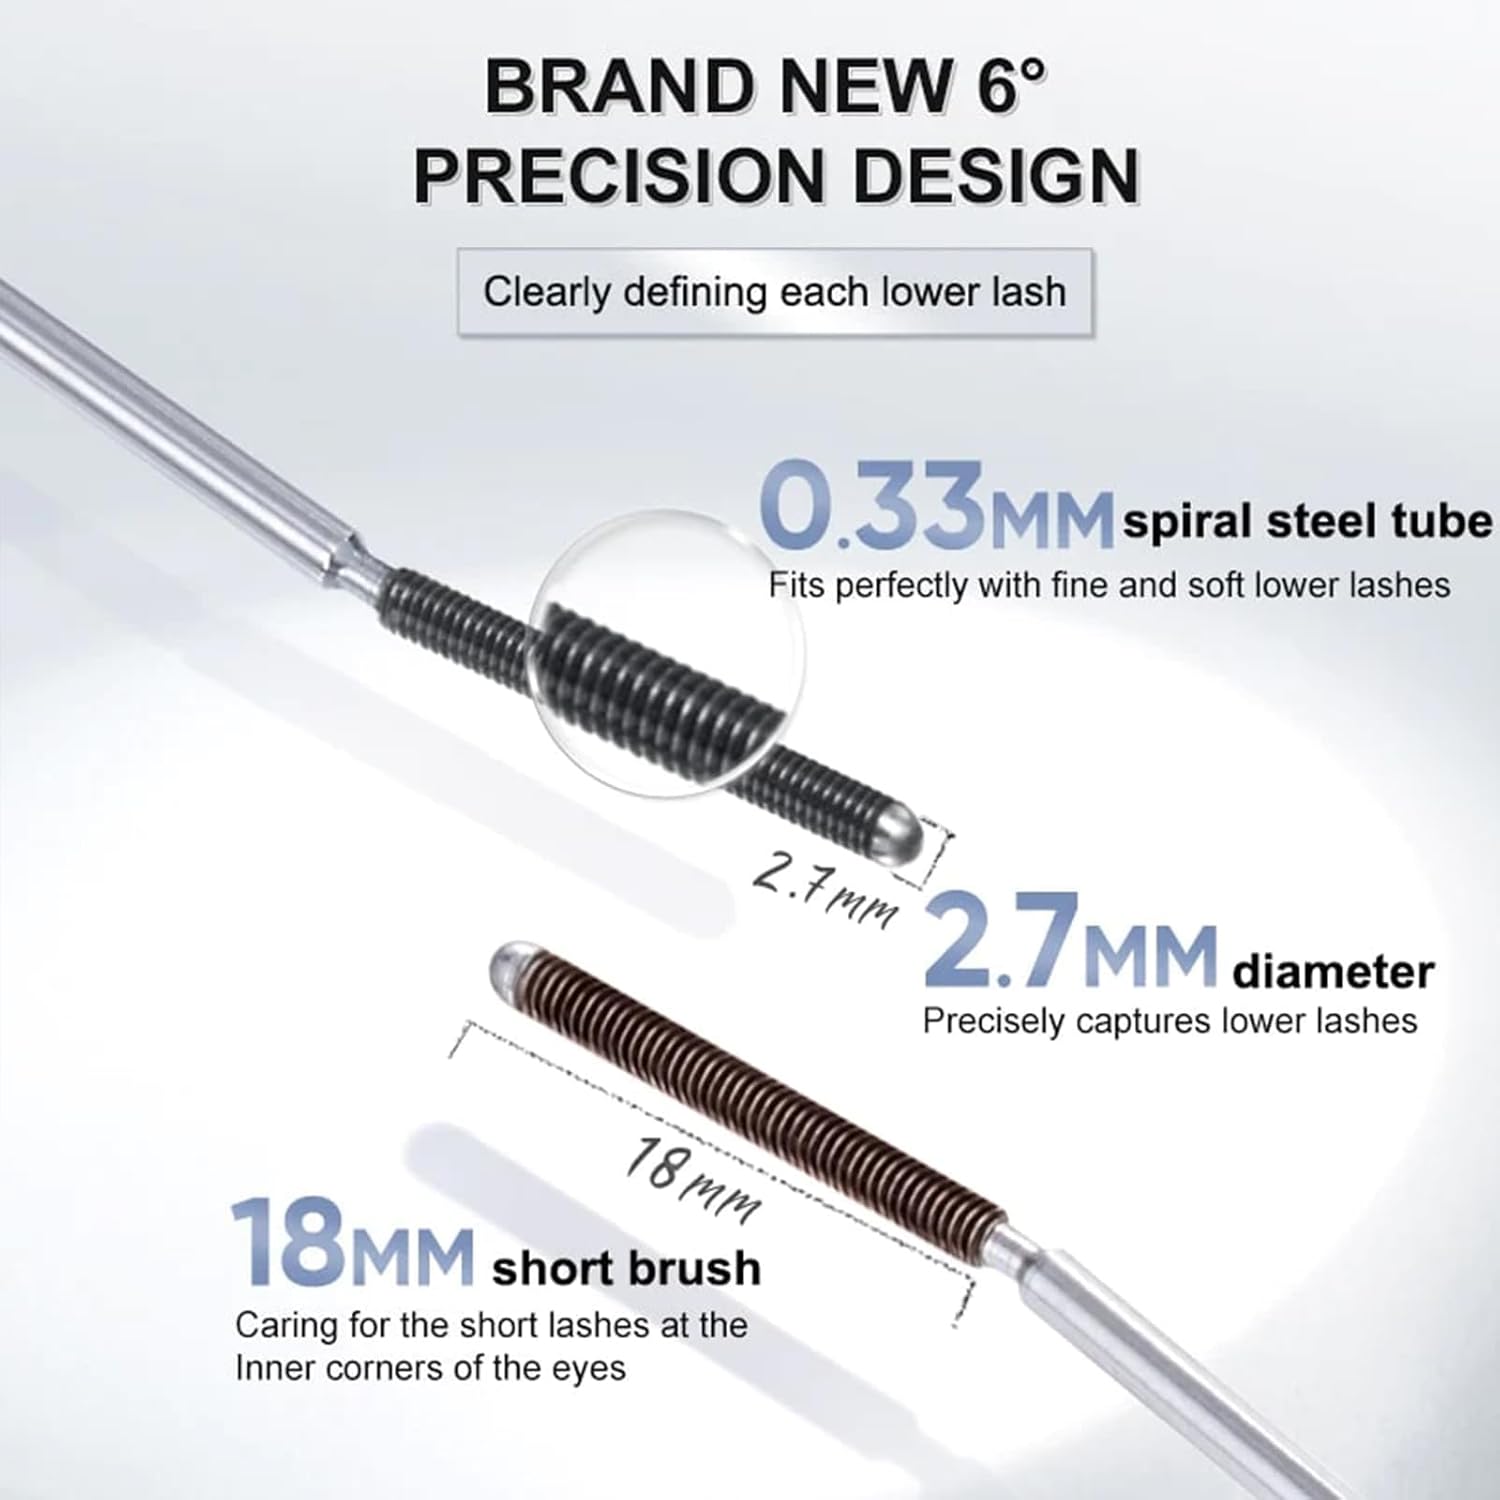 BRAND NEW 6°
PRECISION DESIGN
Clearly defining each lower lash
0.33MM spiral steel tube
Fits perfectly with fine and soft lower lashes
2.7mm
2.7MM diameter
Precisely captures lower lashes
18mm
18MM short brush
Caring for the short lashes at the
Inner corners of the eyes